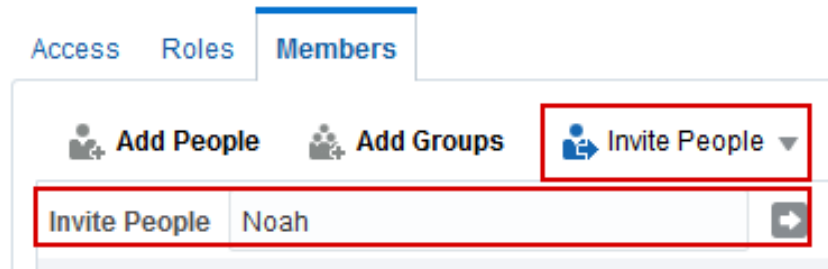 Access Roles Members
Add People Add Groups Invite People
Invite People Noah